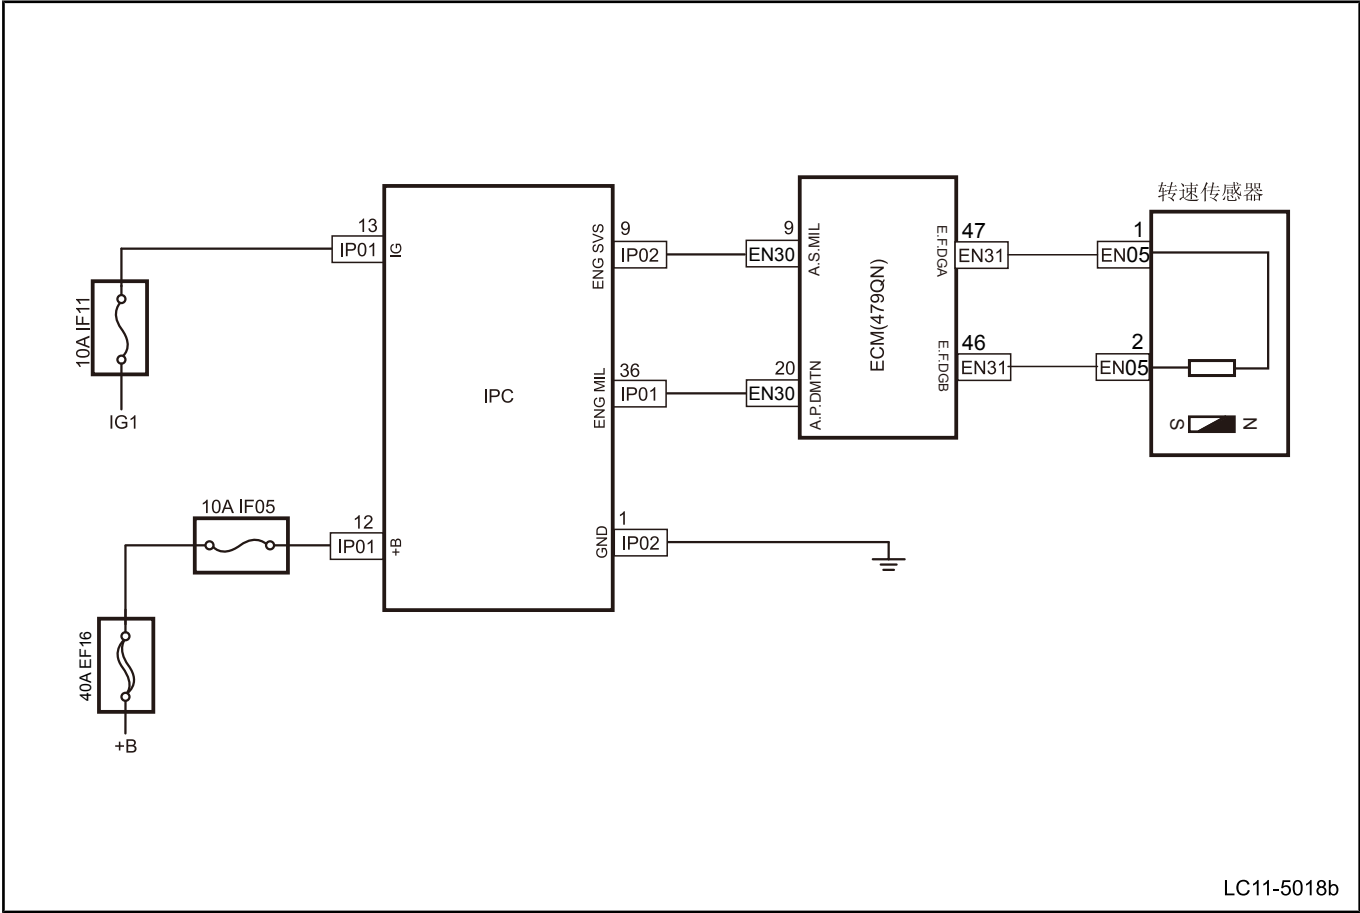 转速传感器
13
IP01
IG
10A IF11
IG1
9
IP02
ENG SVS
9
EN30
A.S.MIL
47
EN31
E.F.DGA
1
EN05
ECM(479QN)
46
EN31
E.F.DGB
2
EN05
36
IP01
ENG MIL
20
EN30
A.P.DMTN
IPC
S
N
10A IF05
12
IP01
+B
1
IP02
GND
40A EF16
+B
LC11-5018b